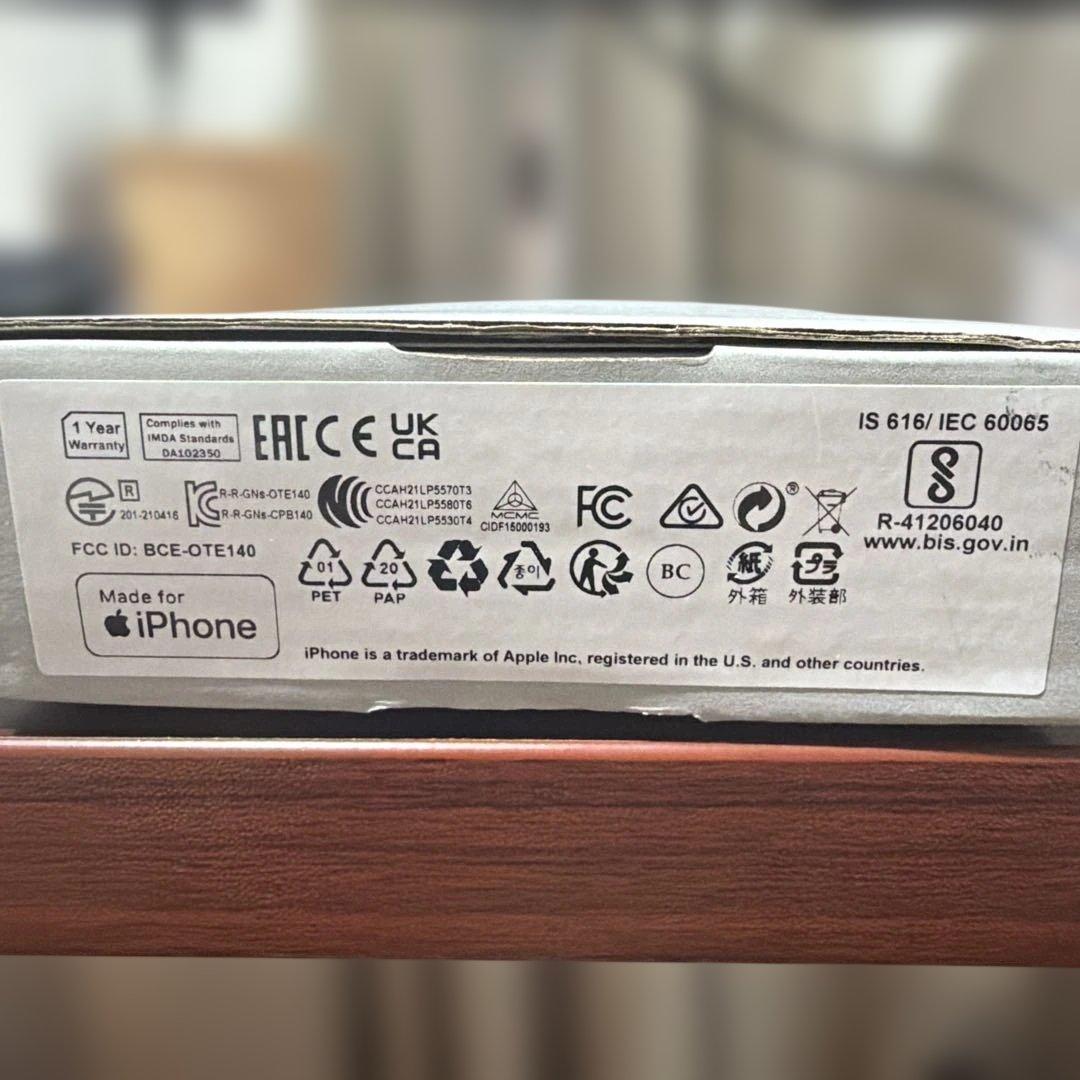 1 Year
Warranty
Complies with
IMDA Standards
DA102350
EAC CE UK
CA
IS 616/ IEC 60065
R
201-210416
R-R-GNs-OTE140
R-R-GNs-CPB140
CCAH21LP5570T3
CCAH21LP5580T6
CCAH21LP5530T4
MCMC
CIDF15000193
FC
®
R-41206040
www.bis.gov.in
FCC ID: BCE-OTE140
01
PET
20
PAP
종이
BC
紙
外箱
プラ
外装部
Made for
iPhone
iPhone is a trademark of Apple Inc, registered in the U.S. and other countries.